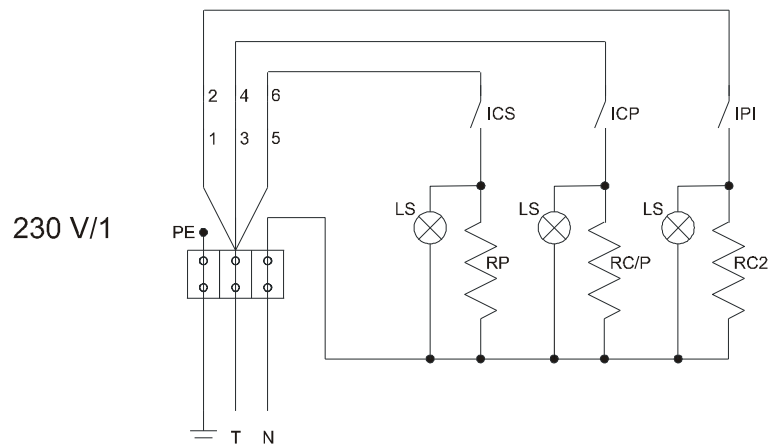 2 4 6
ICS ICP IPI
1 3 5
LS LS LS
230 V/1 PE
RP RC/P RC2
T N